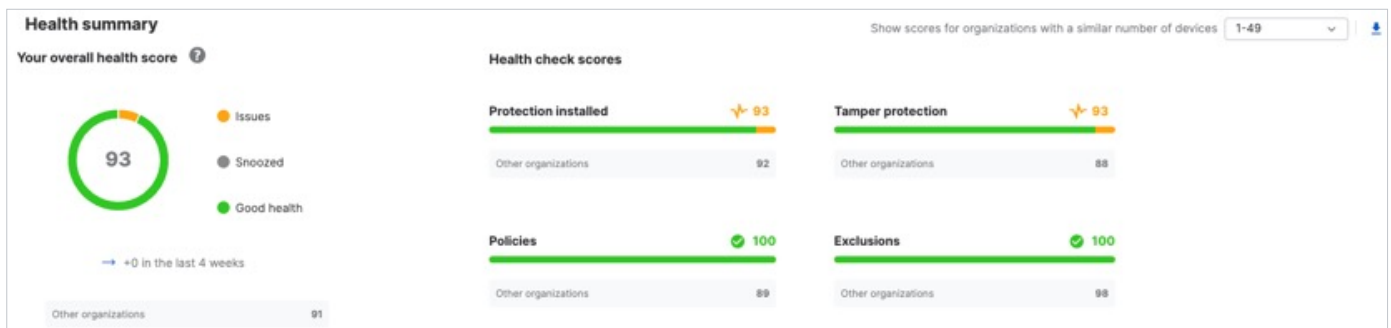 Health summary
Show scores for organizations with a similar number of devices 1-49
Your overall health score ?
Health check scores
93
Issues
Snoozed
Good health
+0 in the last 4 weeks
Other organizations 91
Protection installed 93
Other organizations 92
Tamper protection 93
Other organizations 88
Policies 100
Other organizations 89
Exclusions 100
Other organizations 98